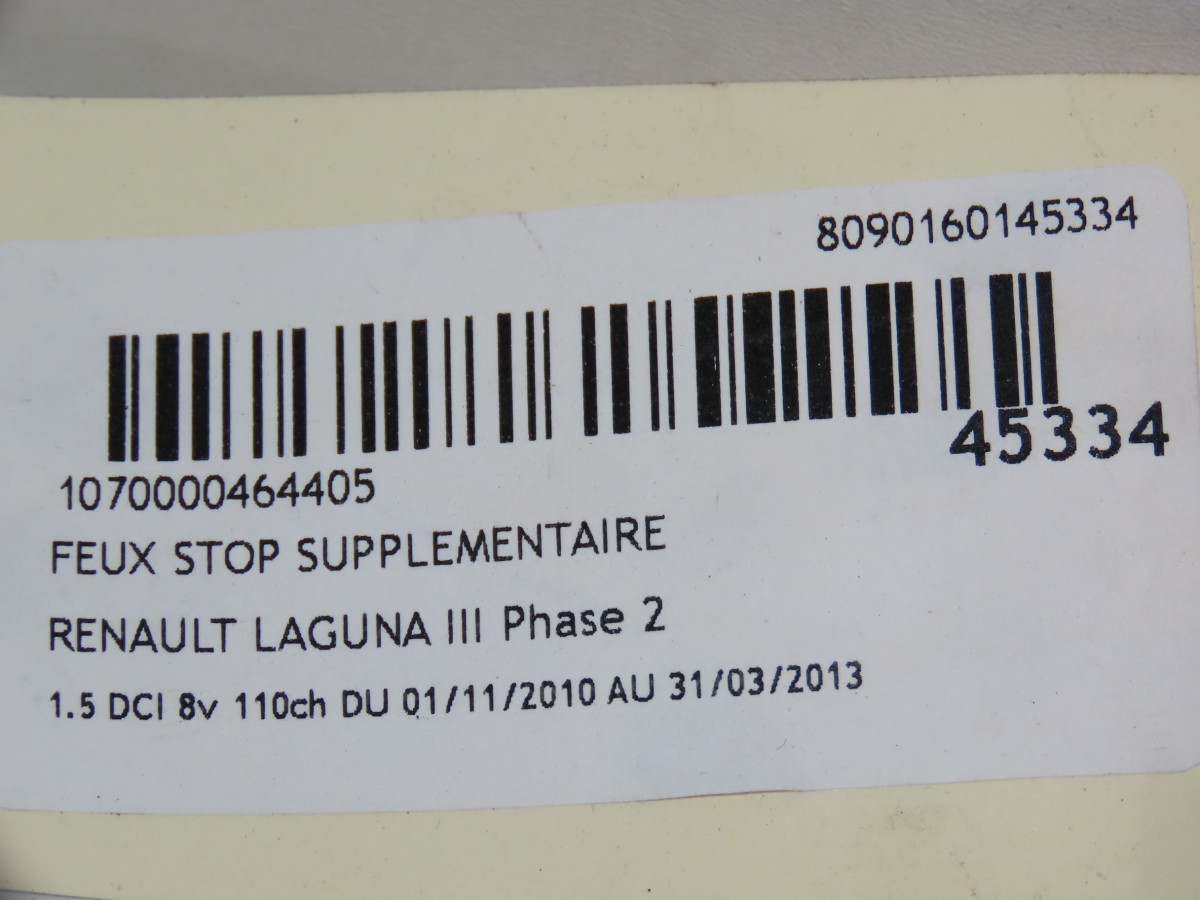 8090160145334
45334
1070000464405
FEUX STOP SUPPLEMENTAIRE
RENAULT LAGUNA III Phase 2
1.5 DCI 8v 110ch DU 01/11/2010 AU 31/03/2013